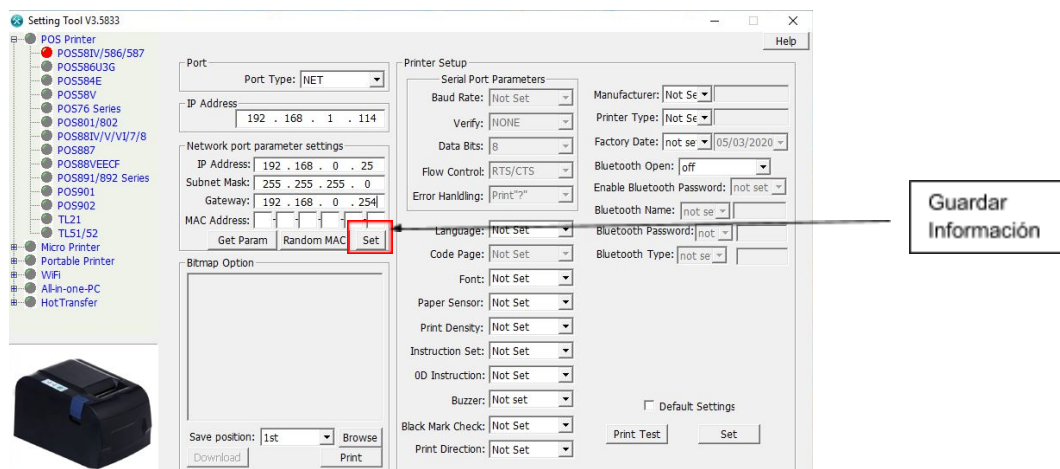 Setting Tool V3.5833
Help
POS Printer
POS58IV/586/587
POS586U3G
POS584E
POS58V
POS76 Series
POS801/802
POS88IV/V/VI/7/8
POS887
POS88VEECF
POS891/892 Series
POS901
POS902
TL21
TL51/52
Micro Printer
Portable Printer
WiFi
All-in-one-PC
HotTransfer
Port
Port Type: NET
IP Address
192 . 168 . 1 . 114
Network port parameter settings
IP Address: 192 . 168 . 0 . 25
Subnet Mask: 255 . 255 . 255 . 0
Gateway: 192 . 168 . 0 . 254
MAC Address: - - - - -
Get Param Random MAC Set
Bitmap Option
Save position: 1st Browse
Download Print
Printer Setup
Serial Port Parameters
Baud Rate: Not Set
Verify: NONE
Data Bits: 8
Flow Control: RTS/CTS
Error Hanlding: Print"?"
Language: Not Set
Code Page: Not Set
Font: Not Set
Paper Sensor: Not Set
Print Density: Not Set
Instruction Set: Not Set
0D Instruction: Not Set
Buzzer: Not set
Black Mark Check: Not Set
Print Direction: Not Set
Manufacturer: Not Se
Printer Type: Not Se
Factory Date: not se 05/03/2020
Bluetooth Open: off
Enable Bluetooth Password: not set
Bluetooth Name: not se
Bluetooth Password: not
Bluetooth Type: not se
Default Settings
Print Test Set
Guardar
Información